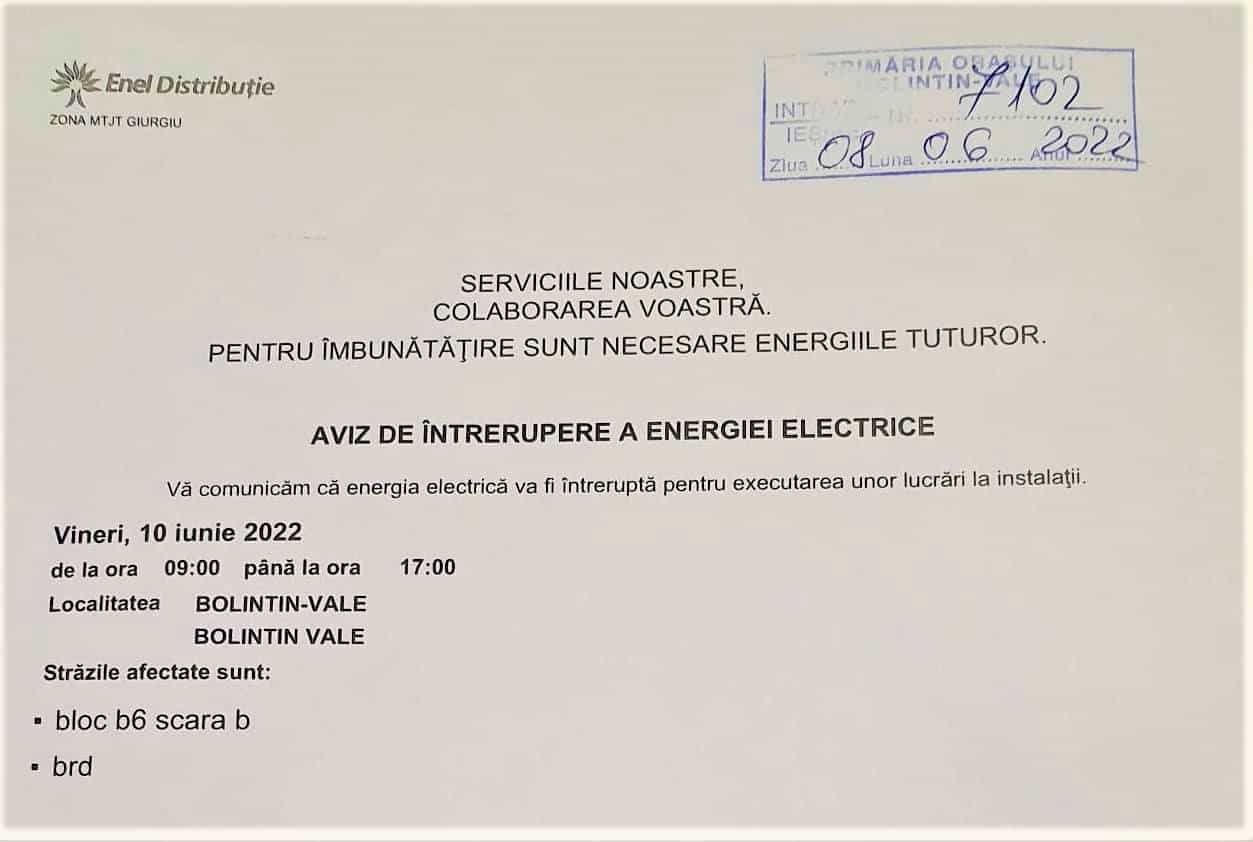 Enel Distribuție
ZONA MTJT GIURGIU
PRIMĂRIA ORAȘULUI
BOLINTIN-VALE
7102
Ziua 08 Luna 06 Anul 2022
SERVICIILE NOASTRE,
COLABORAREA VOASTRĂ.
PENTRU ÎMBUNĂTĂŢIRE SUNT NECESARE ENERGIILE TUTUROR.
AVIZ DE ÎNTRERUPERE A ENERGIEI ELECTRICE
Vă comunicăm că energia electrică va fi întreruptă pentru executarea unor lucrări la instalaţii.
Vineri, 10 iunie 2022
de la ora 09:00 până la ora 17:00
Localitatea BOLINTIN-VALE
BOLINTIN VALE
Străzile afectate sunt:
▪ bloc b6 scara b
▪ brd